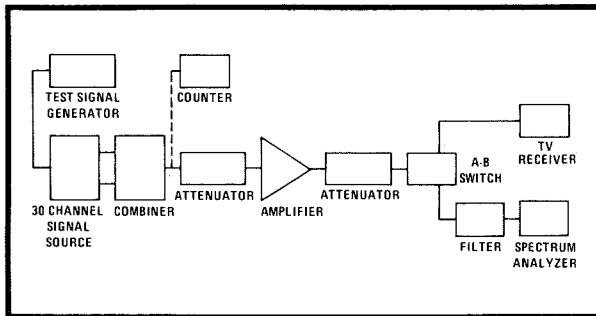 TEST SIGNAL
GENERATOR
COUNTER
30 CHANNEL
SIGNAL
SOURCE
COMBINER
ATTENUATOR
AMPLIFIER
ATTENUATOR
A-B
SWITCH
TV
RECEIVER
FILTER
SPECTRUM
ANALYZER